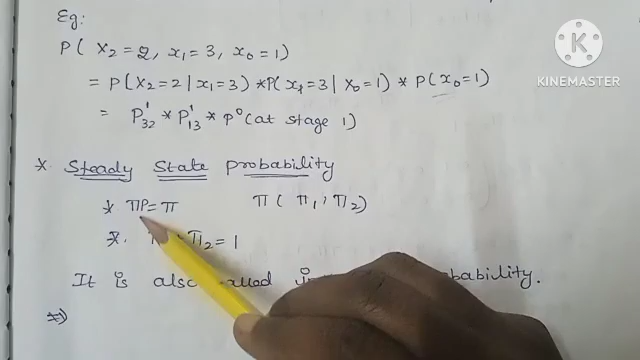 Eg:
P( X₂=2, x₁=3, x₀=1)
= P(X₂=2 | x₁=3) *P(x₁=3 | X₀=1) * P(x₀=1)
= P¹₃₂ * P¹₁₃ * P⁰(at stage 1)
* Steady State Probability
* πP=π π( π₁, π₂)
*. π₂=1
It is also called
=>)
KINEMASTER